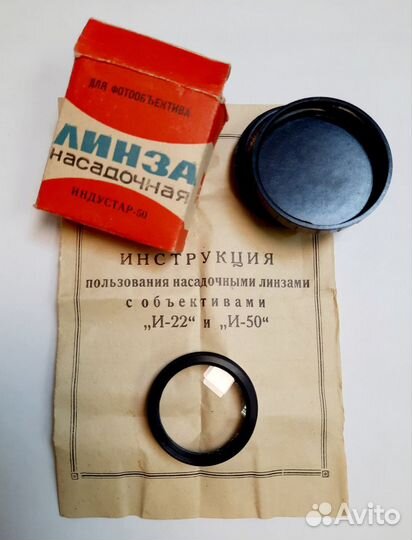 ДЛЯ ФОТООБЪЕКТИВА
ЛИНЗА
насадочная
ИНДУСТАР-50
ИНСТРУКЦИЯ
пользования насадочными линзами
с объективами
„И-22“ и „И-50“
Avito